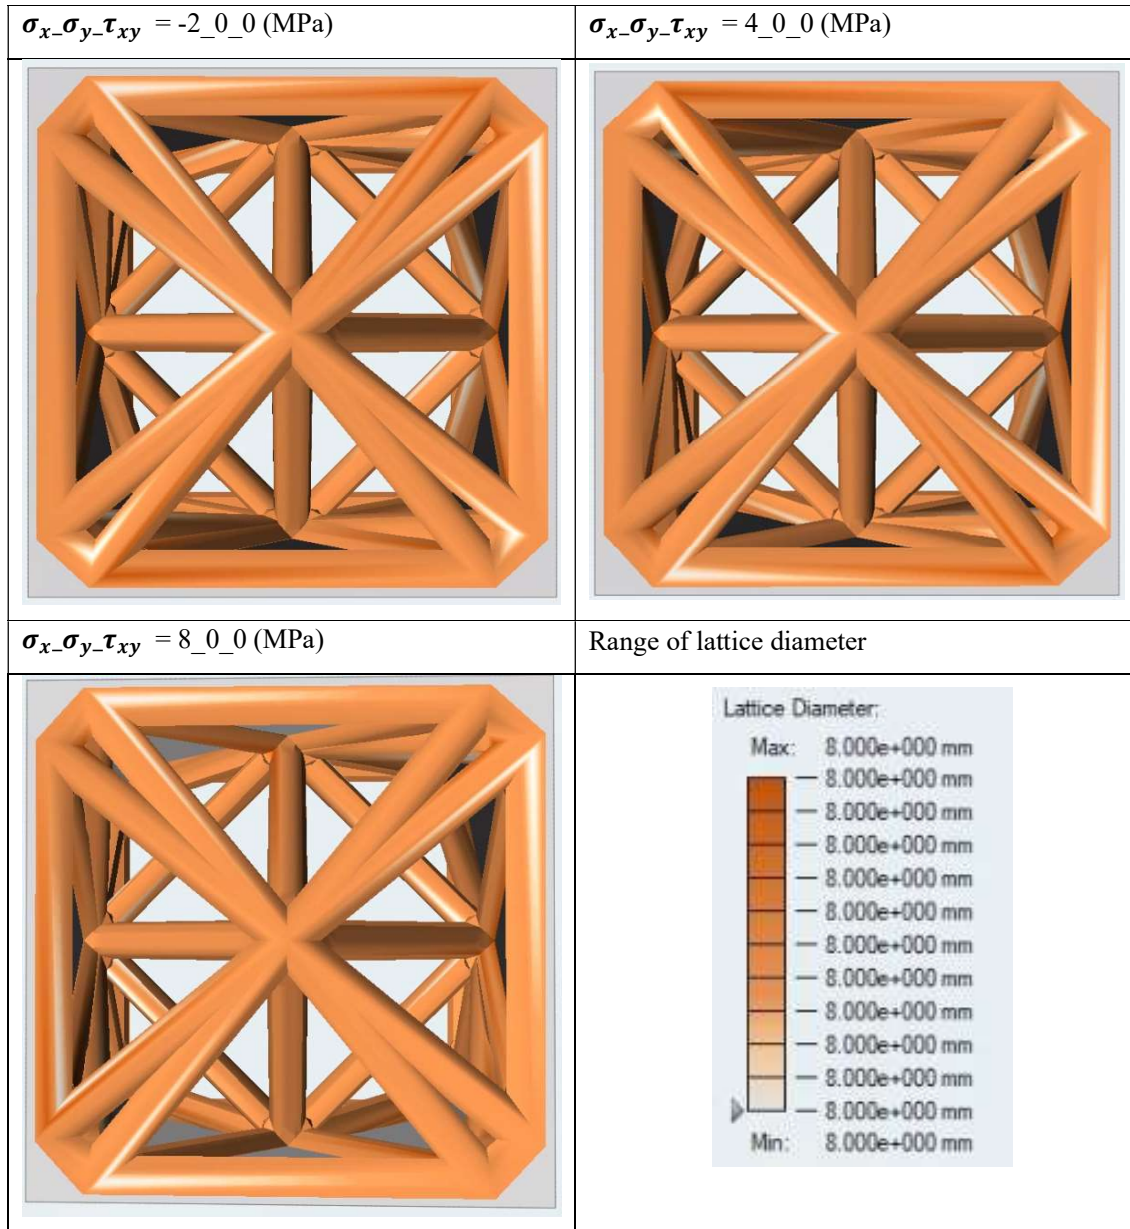 σx_σy_τxy = -2_0_0 (MPa)
σx_σy_τxy = 4_0_0 (MPa)
σx_σy_τxy = 8_0_0 (MPa)
Range of lattice diameter
Lattice Diameter:
Max: 8.000e+000 mm
8.000e+000 mm
8.000e+000 mm
8.000e+000 mm
8.000e+000 mm
8.000e+000 mm
8.000e+000 mm
8.000e+000 mm
8.000e+000 mm
8.000e+000 mm
8.000e+000 mm
8.000e+000 mm
Min: 8.000e+000 mm